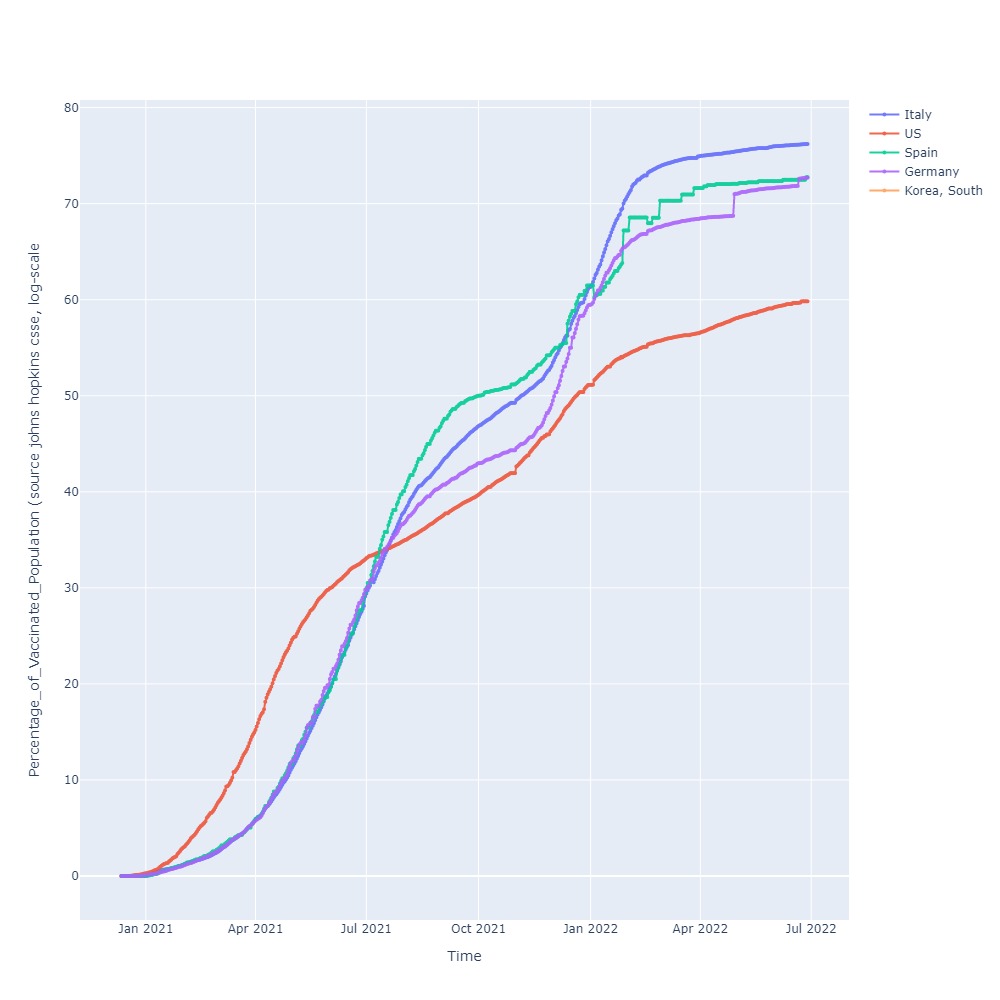 80
70
60
50
40
30
20
10
0
Percentage_of_Vaccinated_Population (source johns hopkins csse, log-scale
Jan 2021
Apr 2021
Jul 2021
Oct 2021
Jan 2022
Apr 2022
Jul 2022
Time
Italy
US
Spain
Germany
Korea, South